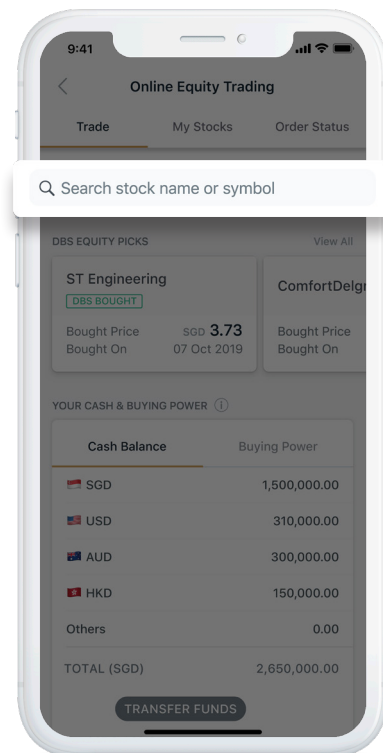 9:41
Online Equity Trading
Trade My Stocks Order Status
Search stock name or symbol
DBS EQUITY PICKS View All
ST Engineering
DBS BOUGHT
Bought Price SGD 3.73
Bought On 07 Oct 2019
ComfortDelgr
Bought Price
Bought On
YOUR CASH & BUYING POWER
Cash Balance Buying Power
SGD 1,500,000.00
USD 310,000.00
AUD 300,000.00
HKD 150,000.00
Others 0.00
TOTAL (SGD) 2,650,000.00
TRANSFER FUNDS